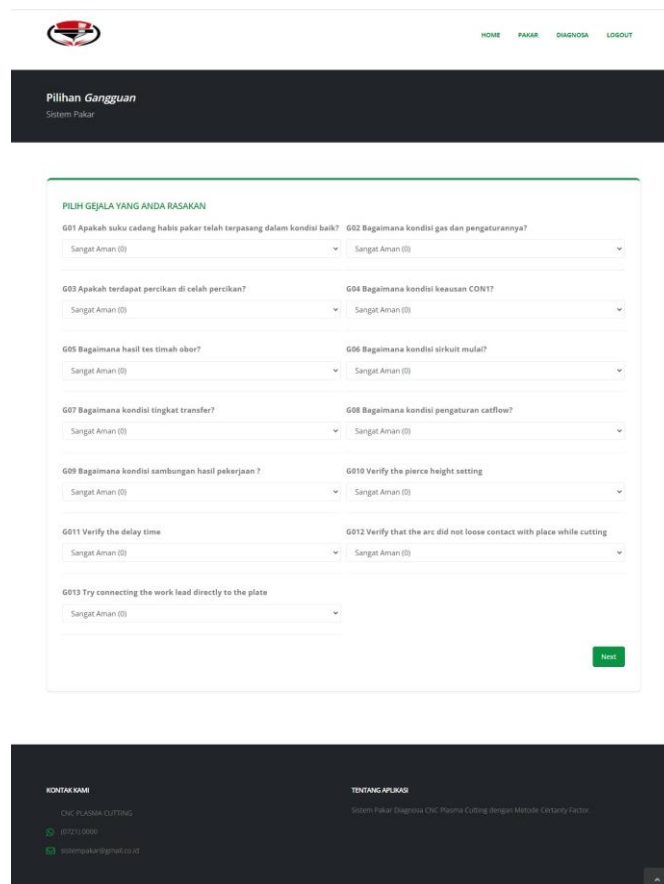 HOME PAKAR DIAGNOSA LOGOUT
Pilihan Gangguan
Sistem Pakar
PILIH GEJALA YANG ANDA RASAKAN
G01 Apakah suku cadang habis pakar telah terpasang dalam kondisi baik?
Sangat Aman (0)
G02 Bagaimana kondisi gas dan pengaturannya?
Sangat Aman (0)
G03 Apakah terdapat percikan di celah percikan?
Sangat Aman (0)
G04 Bagaimana kondisi keausan CON1?
Sangat Aman (0)
G05 Bagaimana hasil tes timah obor?
Sangat Aman (0)
G06 Bagaimana kondisi sirkuit mulai?
Sangat Aman (0)
G07 Bagaimana kondisi tingkat transfer?
Sangat Aman (0)
G08 Bagaimana kondisi pengaturan catflow?
Sangat Aman (0)
G09 Bagaimana kondisi sambungan hasil pekerjaan ?
Sangat Aman (0)
G010 Verify the pierce height setting
Sangat Aman (0)
G011 Verify the delay time
Sangat Aman (0)
G012 Verify that the arc did not loose contact with place while cutting
Sangat Aman (0)
G013 Try connecting the work lead directly to the plate
Sangat Aman (0)
Next
KONTAK KAMI
CNC PLASMA CUTTING
(0721) 0000
sistempakar@gmail.co.id
TENTANG APLIKASI
Sistem Pakar Diagnosa CNC Plasma Cutting dengan Metode Certanty Factor.